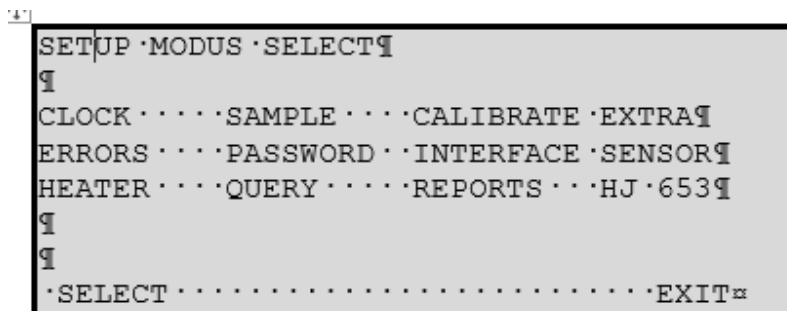 SETUP MODUS SELECT

CLOCK     SAMPLE    CALIBRATE EXTRA
ERRORS    PASSWORD  INTERFACE SENSOR
HEATER    QUERY     REPORTS   HJ 653


 SELECT                          EXIT